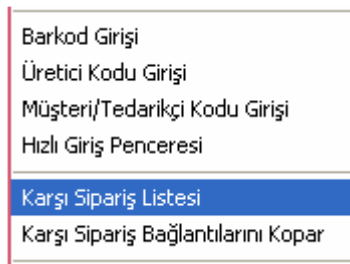 Barkod Girişi
Üretici Kodu Girişi
Müşteri/Tedarikçi Kodu Girişi
Hızlı Giriş Penceresi
Karşı Sipariş Listesi
Karşı Sipariş Bağlantılarını Kopar